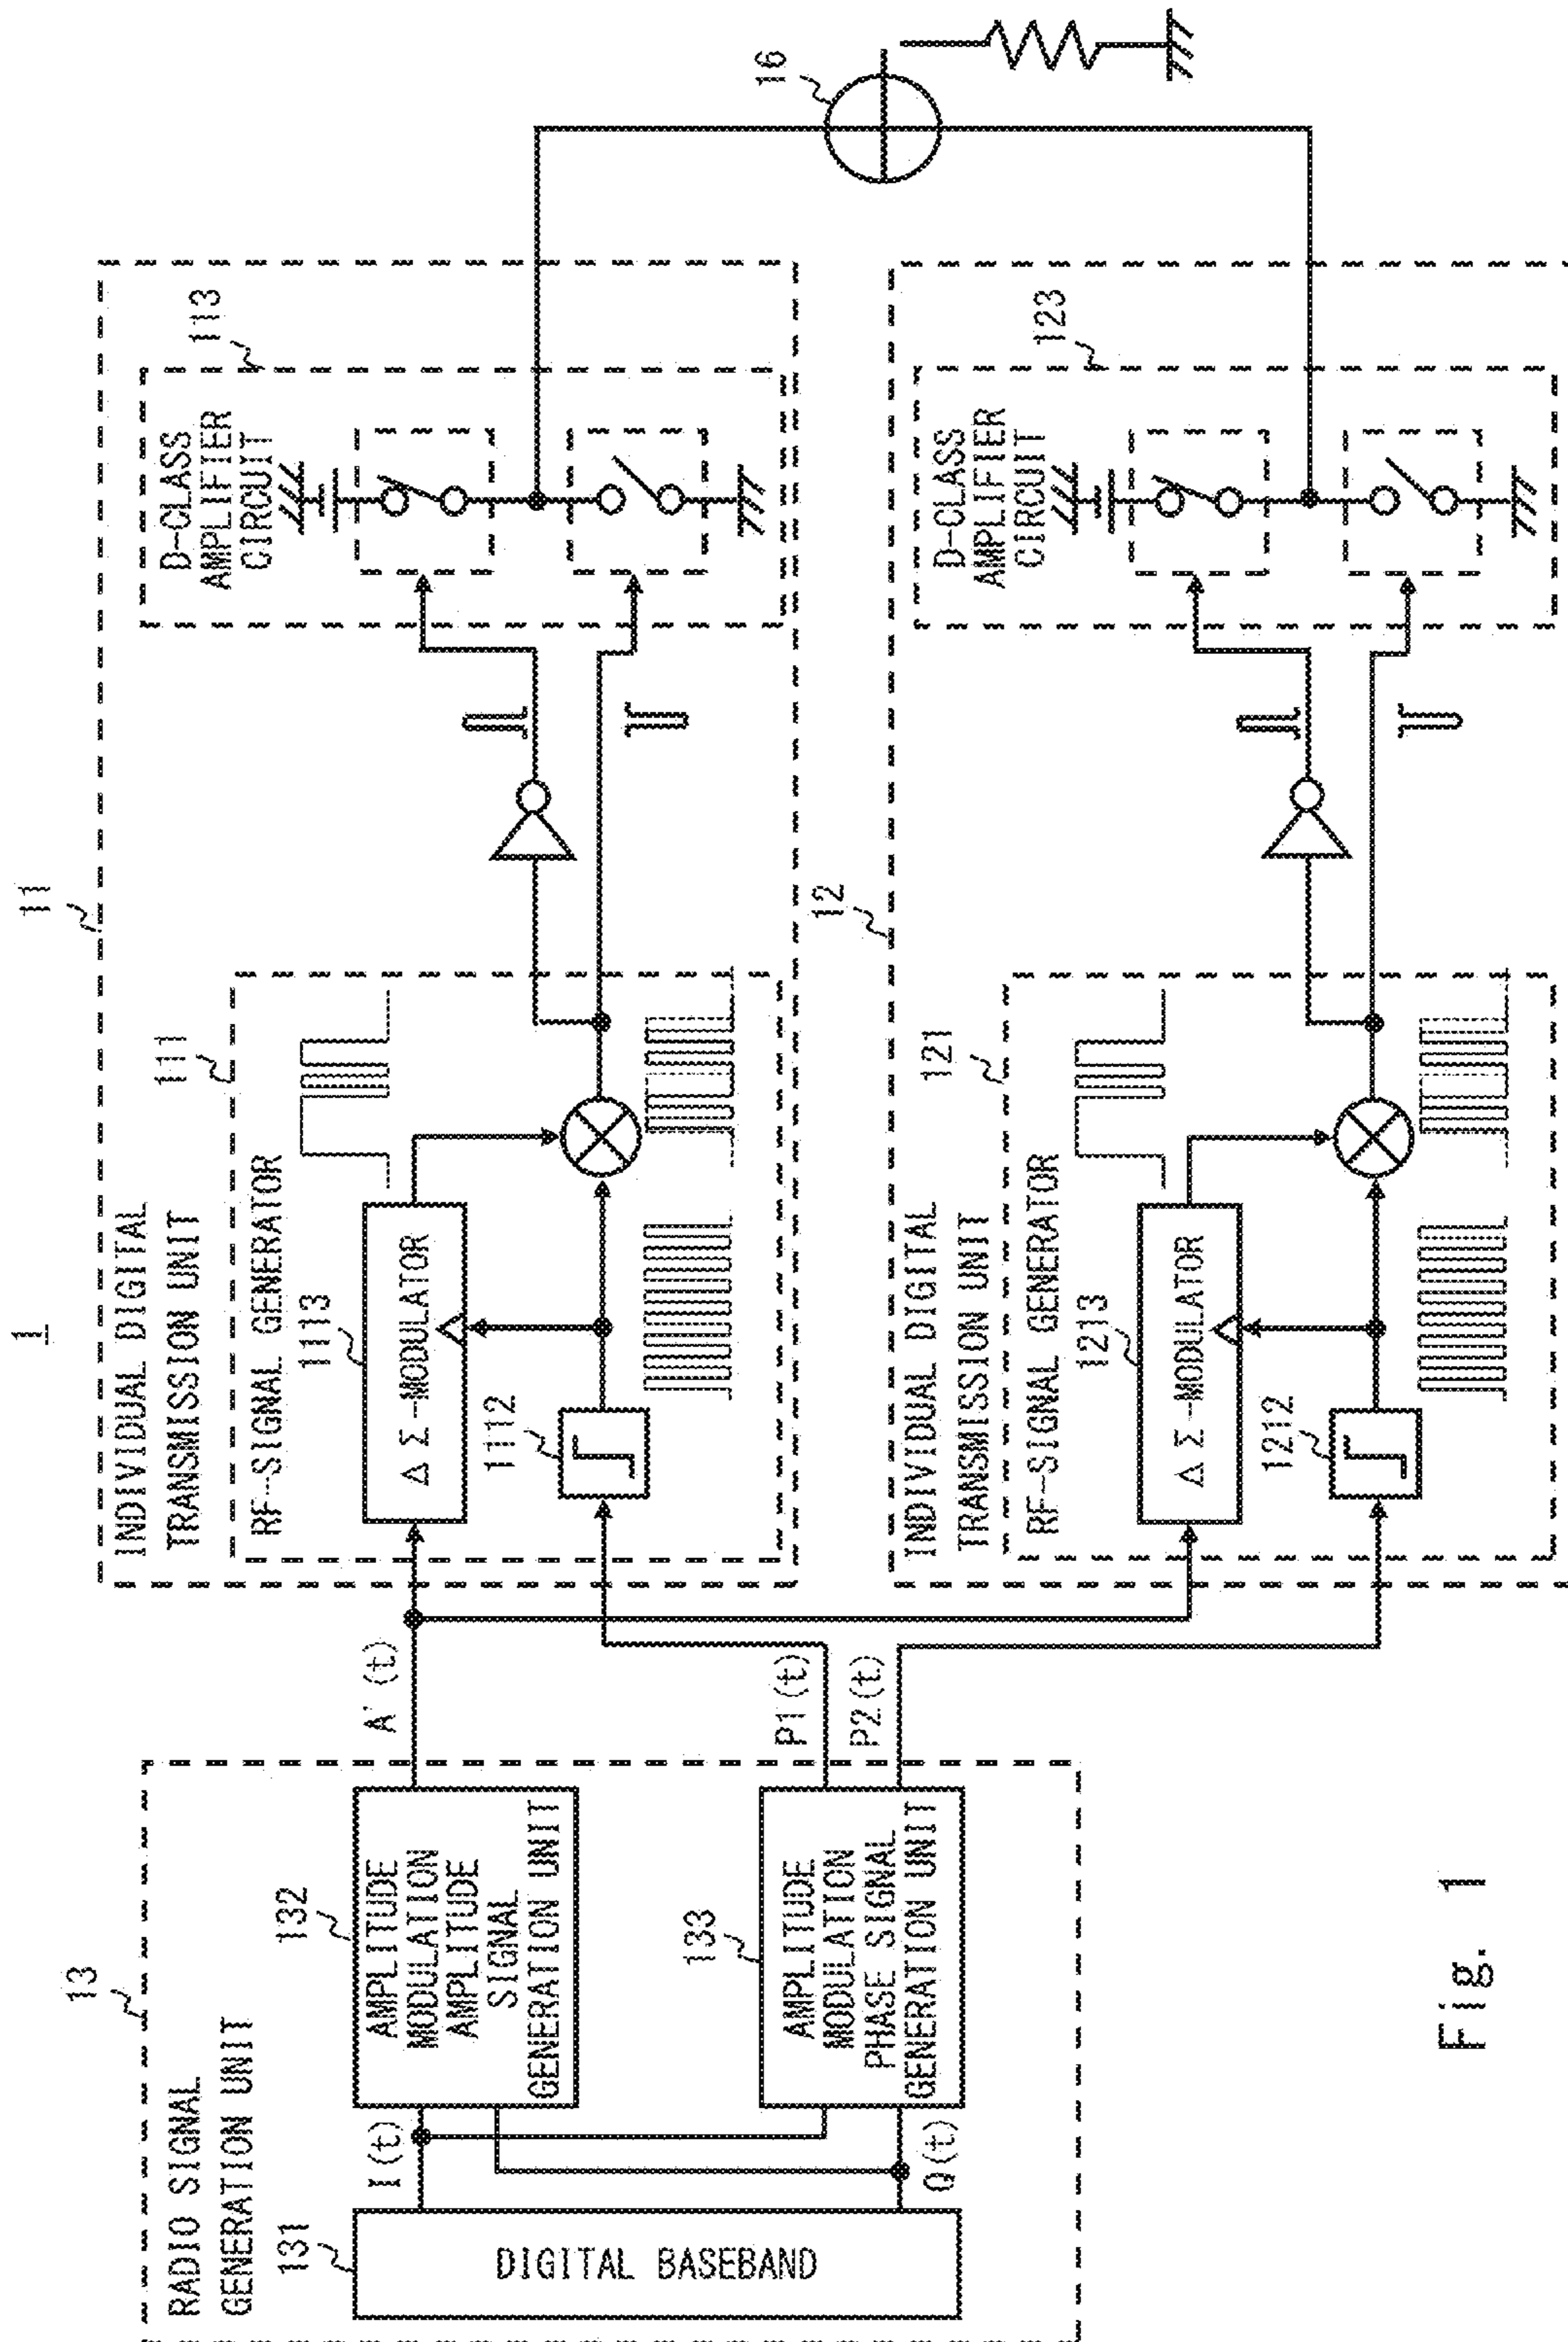 1
13
RADIO SIGNAL
GENERATION UNIT
131
DIGITAL BASEBAND
I(t)
Q(t)
132
AMPLITUDE
MODULATION
AMPLITUDE
SIGNAL
GENERATION UNIT
133
AMPLITUDE
MODULATION
PHASE SIGNAL
GENERATION UNIT
A'(t)
P1(t)
P2(t)
11
INDIVIDUAL DIGITAL
TRANSMISSION UNIT
111
RF-SIGNAL GENERATOR
1113
ΔΣ-MODULATOR
1112
113
D-CLASS
AMPLIFIER
CIRCUIT
12
INDIVIDUAL DIGITAL
TRANSMISSION UNIT
121
RF-SIGNAL GENERATOR
1213
ΔΣ-MODULATOR
1212
123
D-CLASS
AMPLIFIER
CIRCUIT
16
Fig. 1